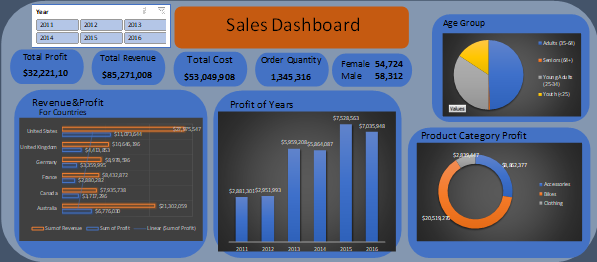 Year
2011 2012 2013
2014 2015 2016
Sales Dashboard
Total Profit
$32,221,10
Total Revenue
$85,271,008
Total Cost
$53,049,908
Order Quantity
1,345,316
Female 54,724
Male 58,312
Age Group
Adults (35-64)
Seniors (64+)
Young Adults
(25-34)
Youth (<25)
Values
Revenue&Profit
For Countries
United States
$11,073,644
United Kingdom
$10,646,196
$4,413,853
Germany
$8,978,596
$3,359,995
France
$8,432,872
$2,880,282
Canada
$7,935,738
$3,717,296
Australia
$21,302,059
$6,776,030
Sum of Revenue
Sum of Profit
Linear (Sum of Profit)
Profit of Years
$2,881,301
$2,951,993
$5,959,208
$5,864,087
$7,528,563
$7,035,948
2011 2012 2013 2014 2015 2016
Product Category Profit
$2,839,447
$8,862,377
$20,519,276
Accessories
Bikes
Clothing